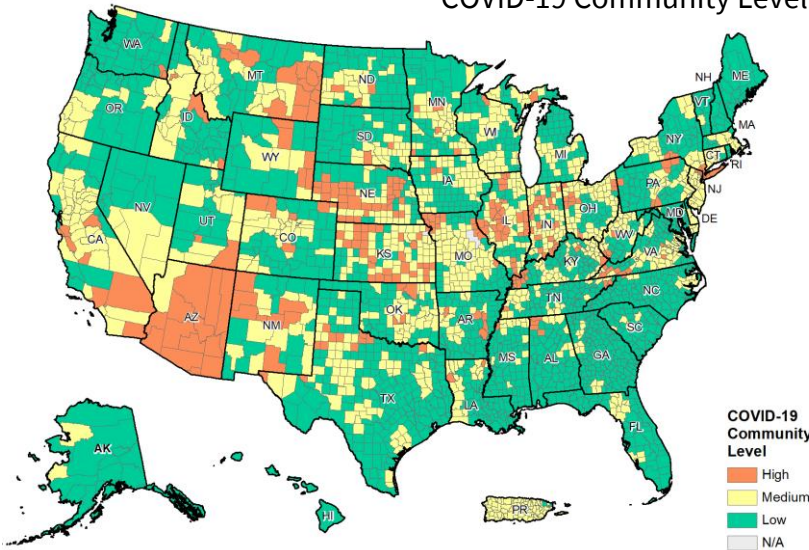 COVID-19 Community Level
WA
MT
ND
MN
ME
NH
VT
OR
ID
SD
WI
NY
MA
WY
MI
CT
RI
IA
NE
PA
NJ
NV
OH
UT
IL
IN
MD
DE
CA
CO
WV
KS
MO
VA
KY
NC
TN
OK
AZ
NM
AR
SC
MS
AL
GA
TX
LA
FL
AK
HI
PR
COVID-19
Community
Level
High
Medium
Low
N/A